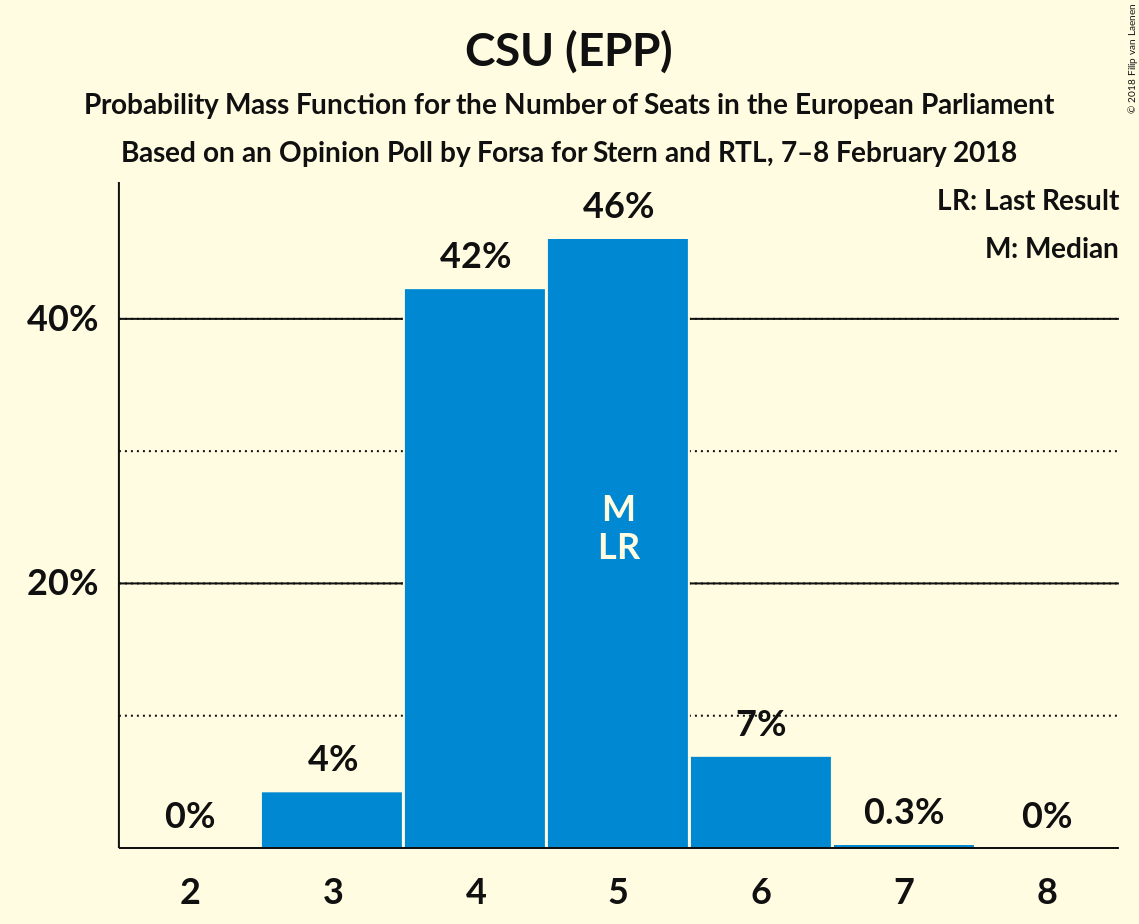 CSU (EPP)
Probability Mass Function for the Number of Seats in the European Parliament
Based on an Opinion Poll by Forsa for Stern and RTL, 7–8 February 2018
© 2018 Filip van Laenen
LR: Last Result
M: Median
46%
42%
40%
M
LR
20%
7%
4%
0%
0.3%
0%
2 3 4 5 6 7 8